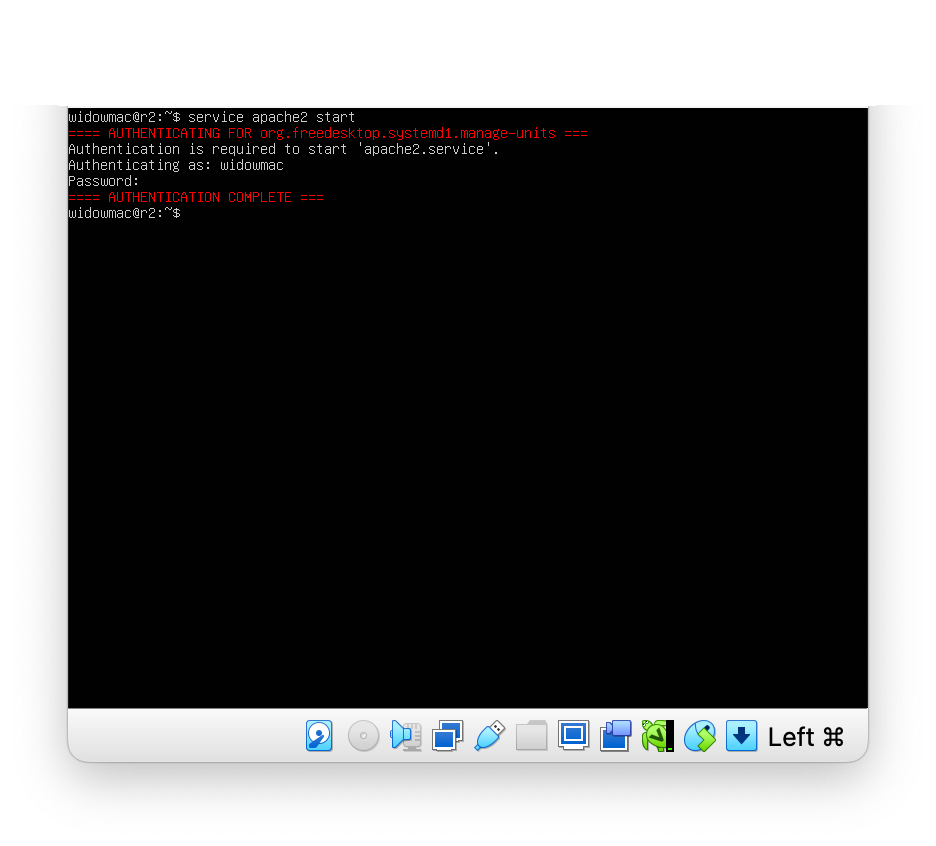 widowmac@r2:~$ service apache2 start
==== AUTHENTICATING FOR org.freedesktop.systemd1.manage-units ===
Authentication is required to start 'apache2.service'.
Authenticating as: widowmac
Password:
==== AUTHENTICATION COMPLETE ===
widowmac@r2:~$
Left ⌘